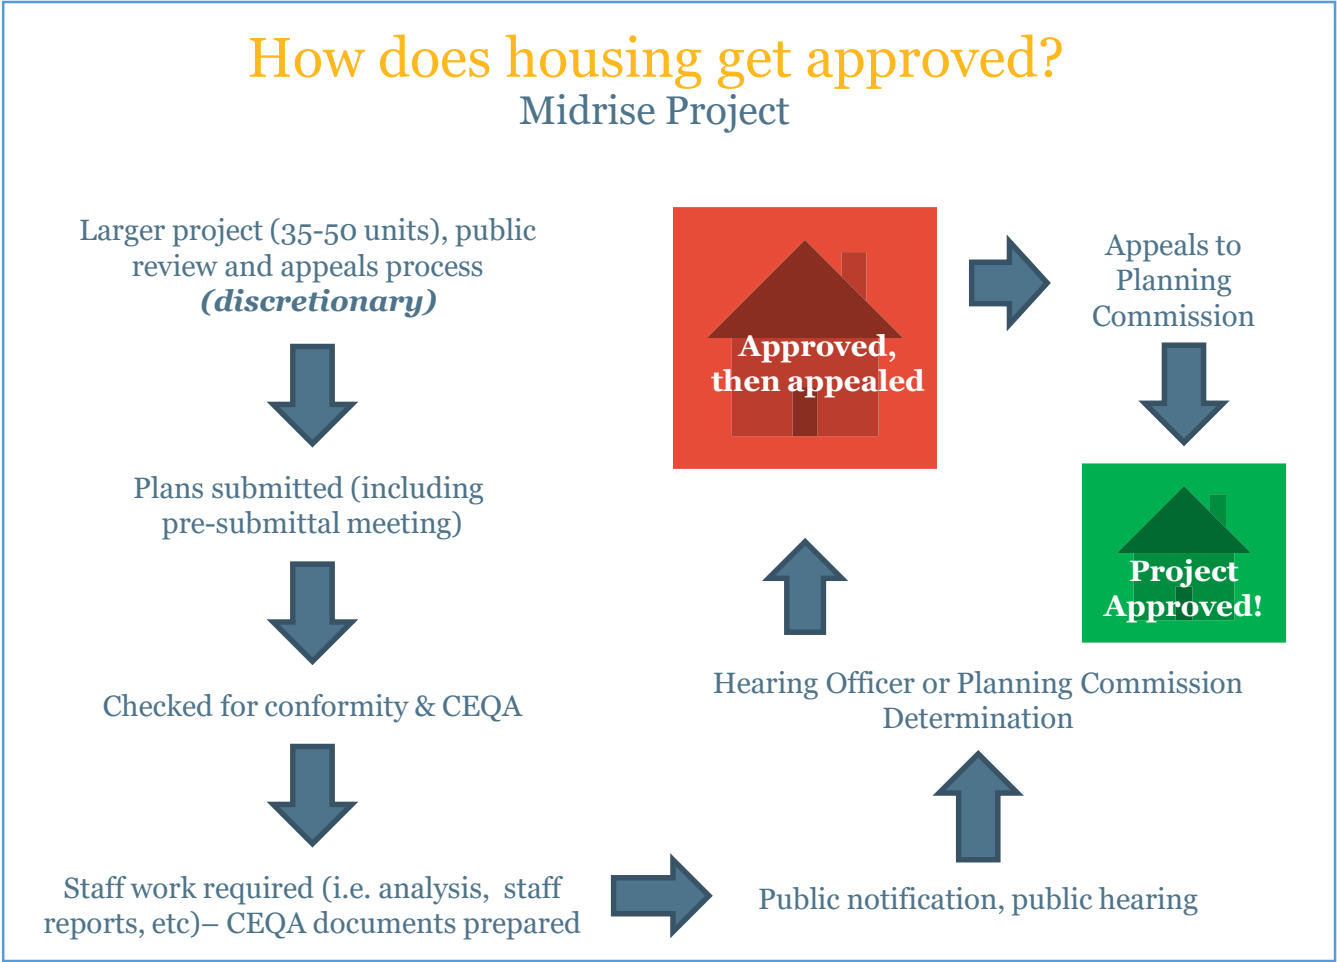 How does housing get approved?
Midrise Project
Larger project (35-50 units), public
review and appeals process
(discretionary)
Plans submitted (including
pre-submittal meeting)
Checked for conformity & CEQA
Staff work required (i.e. analysis,  staff
reports, etc)– CEQA documents prepared
Public notification, public hearing
Hearing Officer or Planning Commission
Determination
Approved,
then appealed
Appeals to
Planning
Commission
Project
Approved!